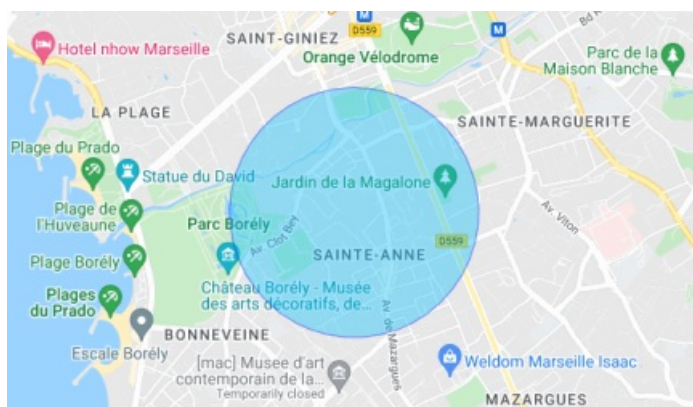 Hotel nhow Marseille
SAINT-GINIEZ
M
D559
M
Bd R
Orange Vélodrome
Parc de la
Maison Blanche
LA PLAGE
SAINTE-MARGUERITE
Plage du Prado
Statue du David
Jardin de la Magalone
Plage de
l'Huveaune
Parc Borély
Av. Clot Bey
Av. Viton
D559
Plage Borély
SAINTE-ANNE
Château Borély - Musée
des arts décoratifs, de...
Plages
du Prado
BONNEVEINE
Av. de Mazargues
Escale Borély
[mac] Musee d'art
contemporain de la...
Temporarily closed
Weldom Marseille Isaac
MAZARGUES